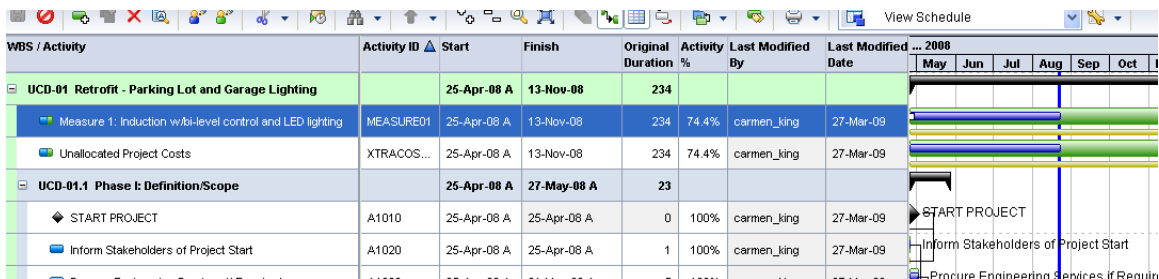 View Schedule
WBS / Activity Activity ID Start Finish Original Duration Activity % Last Modified By Last Modified Date ... 2008
May Jun Jul Aug Sep Oct
UCD-01 Retrofit - Parking Lot and Garage Lighting 25-Apr-08 A 13-Nov-08 234
Measure 1: Induction w/bi-level control and LED lighting MEASURE01 25-Apr-08 A 13-Nov-08 234 74.4% carmen_king 27-Mar-09
Unallocated Project Costs XTRACOS... 25-Apr-08 A 13-Nov-08 234 74.4% carmen_king 27-Mar-09
UCD-01.1 Phase I: Definition/Scope 25-Apr-08 A 27-May-08 A 23
START PROJECT A1010 25-Apr-08 A 25-Apr-08 A 0 100% carmen_king 27-Mar-09 START PROJECT
Inform Stakeholders of Project Start A1020 25-Apr-08 A 25-Apr-08 A 1 100% carmen_king 27-Mar-09 Inform Stakeholders of Project Start
Procure Engineering Services if Require